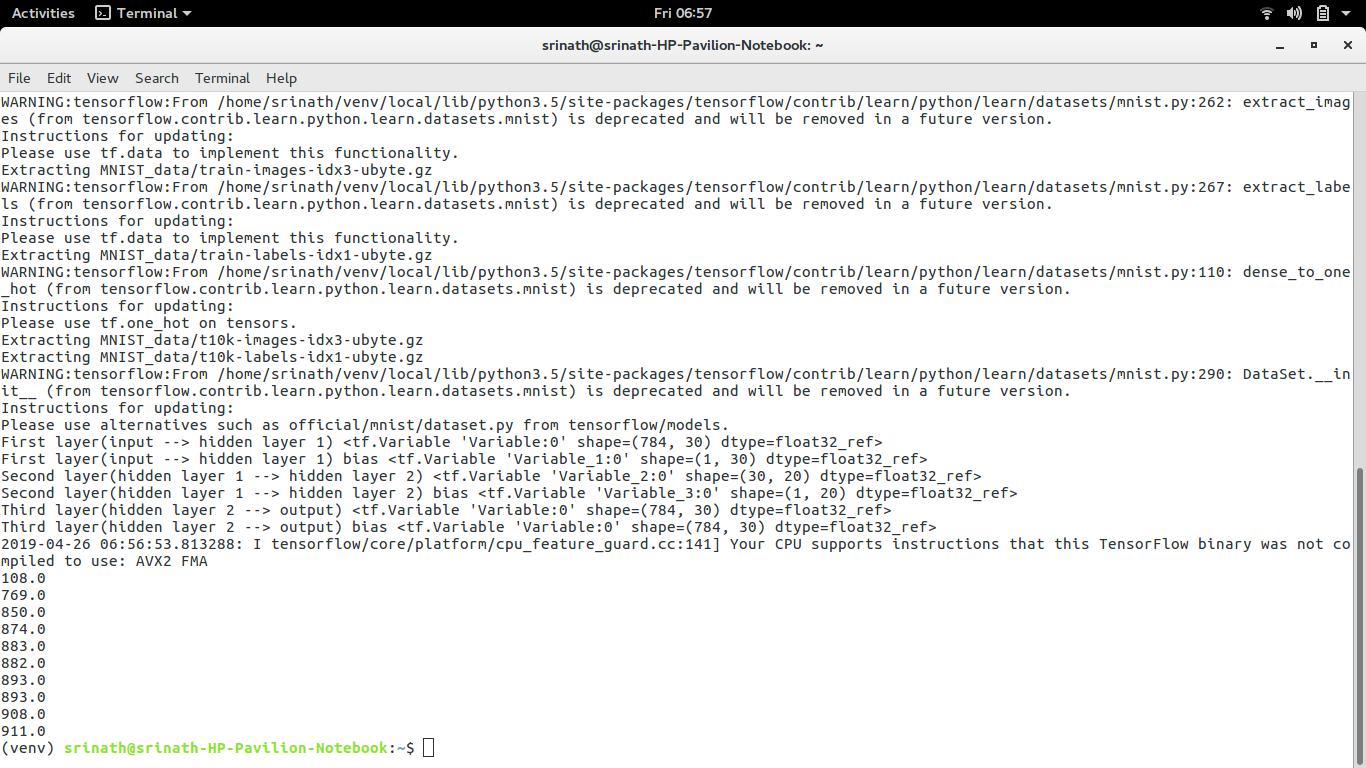 Activities Terminal Fri 06:57
srinath@srinath-HP-Pavilion-Notebook: ~
File Edit View Search Terminal Help
WARNING:tensorflow:From /home/srinath/venv/local/lib/python3.5/site-packages/tensorflow/contrib/learn/python/learn/datasets/mnist.py:262: extract_imag
es (from tensorflow.contrib.learn.python.learn.datasets.mnist) is deprecated and will be removed in a future version.
Instructions for updating:
Please use tf.data to implement this functionality.
Extracting MNIST_data/train-images-idx3-ubyte.gz
WARNING:tensorflow:From /home/srinath/venv/local/lib/python3.5/site-packages/tensorflow/contrib/learn/python/learn/datasets/mnist.py:267: extract_labe
ls (from tensorflow.contrib.learn.python.learn.datasets.mnist) is deprecated and will be removed in a future version.
Instructions for updating:
Please use tf.data to implement this functionality.
Extracting MNIST_data/train-labels-idx1-ubyte.gz
WARNING:tensorflow:From /home/srinath/venv/local/lib/python3.5/site-packages/tensorflow/contrib/learn/python/learn/datasets/mnist.py:110: dense_to_one
_hot (from tensorflow.contrib.learn.python.learn.datasets.mnist) is deprecated and will be removed in a future version.
Instructions for updating:
Please use tf.one_hot on tensors.
Extracting MNIST_data/t10k-images-idx3-ubyte.gz
Extracting MNIST_data/t10k-labels-idx1-ubyte.gz
WARNING:tensorflow:From /home/srinath/venv/local/lib/python3.5/site-packages/tensorflow/contrib/learn/python/learn/datasets/mnist.py:290: DataSet.__in
it__ (from tensorflow.contrib.learn.python.learn.datasets.mnist) is deprecated and will be removed in a future version.
Instructions for updating:
Please use alternatives such as official/mnist/dataset.py from tensorflow/models.
First layer(input --> hidden layer 1) <tf.Variable 'Variable:0' shape=(784, 30) dtype=float32_ref>
First layer(input --> hidden layer 1) bias <tf.Variable 'Variable_1:0' shape=(1, 30) dtype=float32_ref>
Second layer(hidden layer 1 --> hidden layer 2) <tf.Variable 'Variable_2:0' shape=(30, 20) dtype=float32_ref>
Second layer(hidden layer 1 --> hidden layer 2) bias <tf.Variable 'Variable_3:0' shape=(1, 20) dtype=float32_ref>
Third layer(hidden layer 2 --> output) <tf.Variable 'Variable:0' shape=(784, 30) dtype=float32_ref>
Third layer(hidden layer 2 --> output) bias <tf.Variable 'Variable:0' shape=(784, 30) dtype=float32_ref>
2019-04-26 06:56:53.813288: I tensorflow/core/platform/cpu_feature_guard.cc:141] Your CPU supports instructions that this TensorFlow binary was not co
mpiled to use: AVX2 FMA
108.0
769.0
850.0
874.0
883.0
882.0
893.0
893.0
908.0
911.0
(venv) srinath@srinath-HP-Pavilion-Notebook:~$